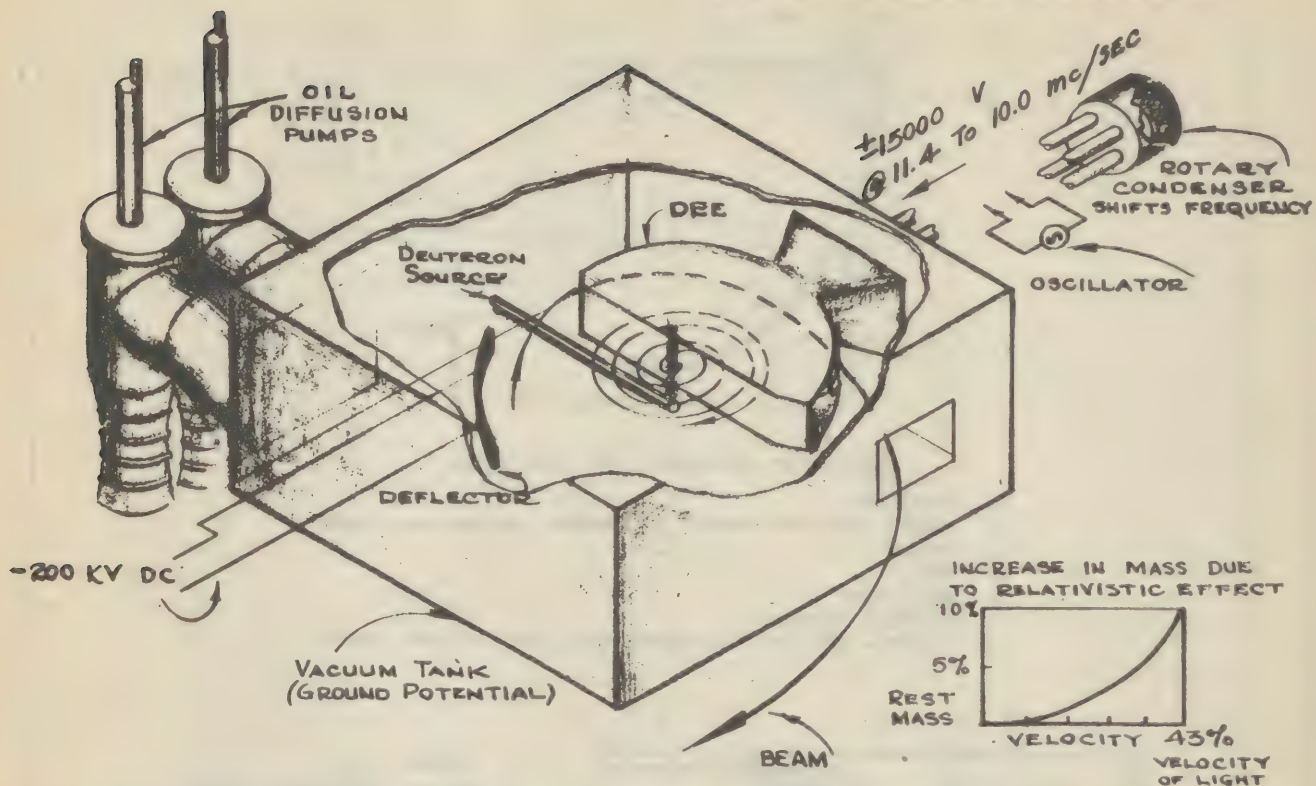 OIL
DIFFUSION
PUMPS
±15000 V
@ 11.4 TO 10.0 mc/SEC
ROTARY
CONDENSER
SHIFTS FREQUENCY
OSCILLATOR
DEE
DEUTERON
SOURCE
DEFLECTOR
-200 KV DC
VACUUM TANK
(GROUND POTENTIAL)
BEAM
INCREASE IN MASS DUE
TO RELATIVISTIC EFFECT
10%
5%
REST
MASS
VELOCITY 43%
VELOCITY
OF LIGHT